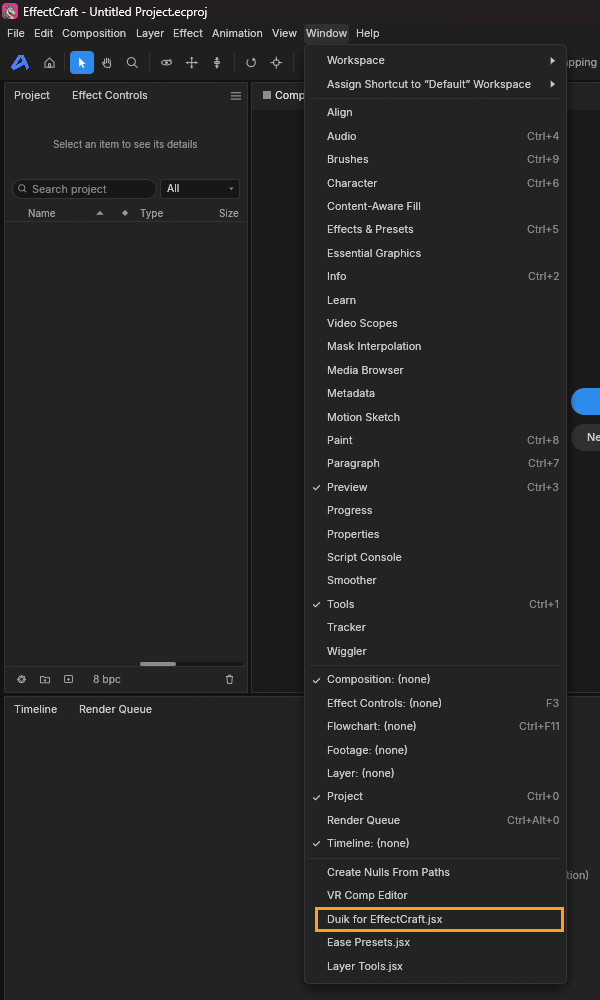 EffectCraft - Untitled Project.ecproj
File Edit Composition Layer Effect Animation View Window Help
Project Effect Controls
Select an item to see its details
Search project All
Name Type Size
8 bpc
Timeline Render Queue
Workspace
Assign Shortcut to “Default” Workspace
Align
Audio Ctrl+4
Brushes Ctrl+9
Character Ctrl+6
Content-Aware Fill
Effects & Presets Ctrl+5
Essential Graphics
Info Ctrl+2
Learn
Video Scopes
Mask Interpolation
Media Browser
Metadata
Motion Sketch
Paint Ctrl+8
Paragraph Ctrl+7
Preview Ctrl+3
Progress
Properties
Script Console
Smoother
Tools Ctrl+1
Tracker
Wiggler
Composition: (none)
Effect Controls: (none) F3
Flowchart: (none) Ctrl+F11
Footage: (none)
Layer: (none)
Project Ctrl+0
Render Queue Ctrl+Alt+0
Timeline: (none)
Create Nulls From Paths
VR Comp Editor
Duik for EffectCraft.jsx
Ease Presets.jsx
Layer Tools.jsx